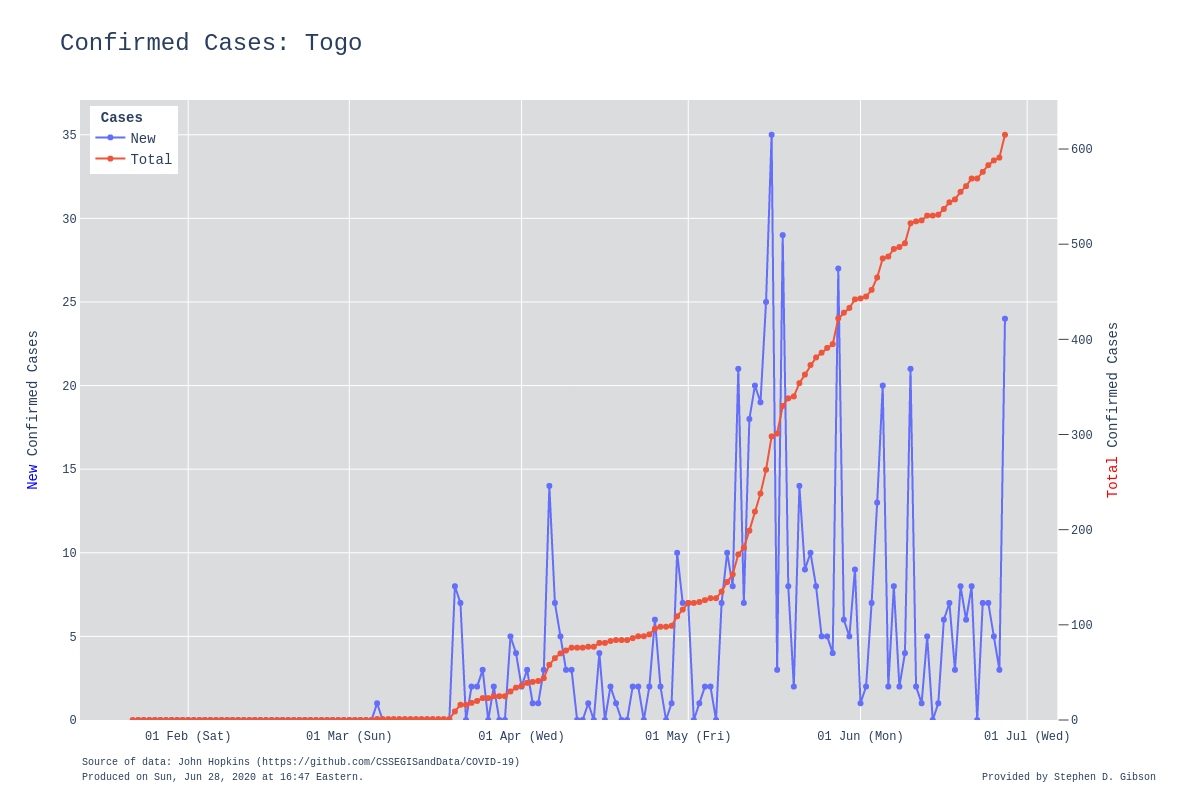 Confirmed Cases: Togo
Cases
New
Total
35
30
25
20
15
10
5
0
600
500
400
300
200
100
0
New Confirmed Cases
Total Confirmed Cases
01 Feb (Sat)
01 Mar (Sun)
01 Apr (Wed)
01 May (Fri)
01 Jun (Mon)
01 Jul (Wed)
Source of data: John Hopkins (https://github.com/CSSEGISandData/COVID-19)
Produced on Sun, Jun 28, 2020 at 16:47 Eastern.
Provided by Stephen D. Gibson